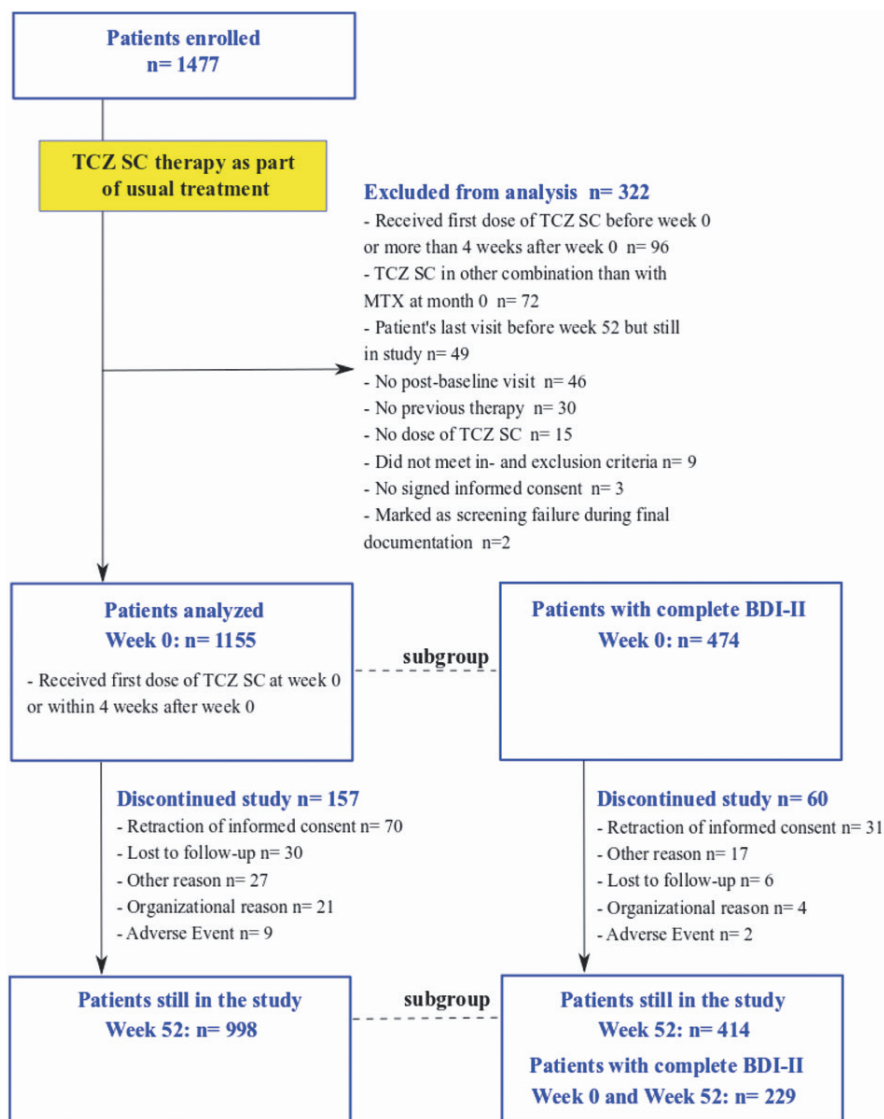 Patients enrolled
n= 1477
TCZ SC therapy as part
of usual treatment
Excluded from analysis n= 322
- Received first dose of TCZ SC before week 0
or more than 4 weeks after week 0 n= 96
- TCZ SC in other combination than with
MTX at month 0 n= 72
- Patient's last visit before week 52 but still
in study n= 49
- No post-baseline visit n= 46
- No previous therapy n= 30
- No dose of TCZ SC n= 15
- Did not meet in- and exclusion criteria n= 9
- No signed informed consent n= 3
- Marked as screening failure during final
documentation n=2
Patients analyzed
Week 0: n= 1155
- Received first dose of TCZ SC at week 0
or within 4 weeks after week 0
subgroup
Patients with complete BDI-II
Week 0: n= 474
Discontinued study n= 157
- Retraction of informed consent n= 70
- Lost to follow-up n= 30
- Other reason n= 27
- Organizational reason n= 21
- Adverse Event n= 9
Discontinued study n= 60
- Retraction of informed consent n= 31
- Other reason n= 17
- Lost to follow-up n= 6
- Organizational reason n= 4
- Adverse Event n= 2
Patients still in the study
Week 52: n= 998
subgroup
Patients still in the study
Week 52: n= 414
Patients with complete BDI-II
Week 0 and Week 52: n= 229